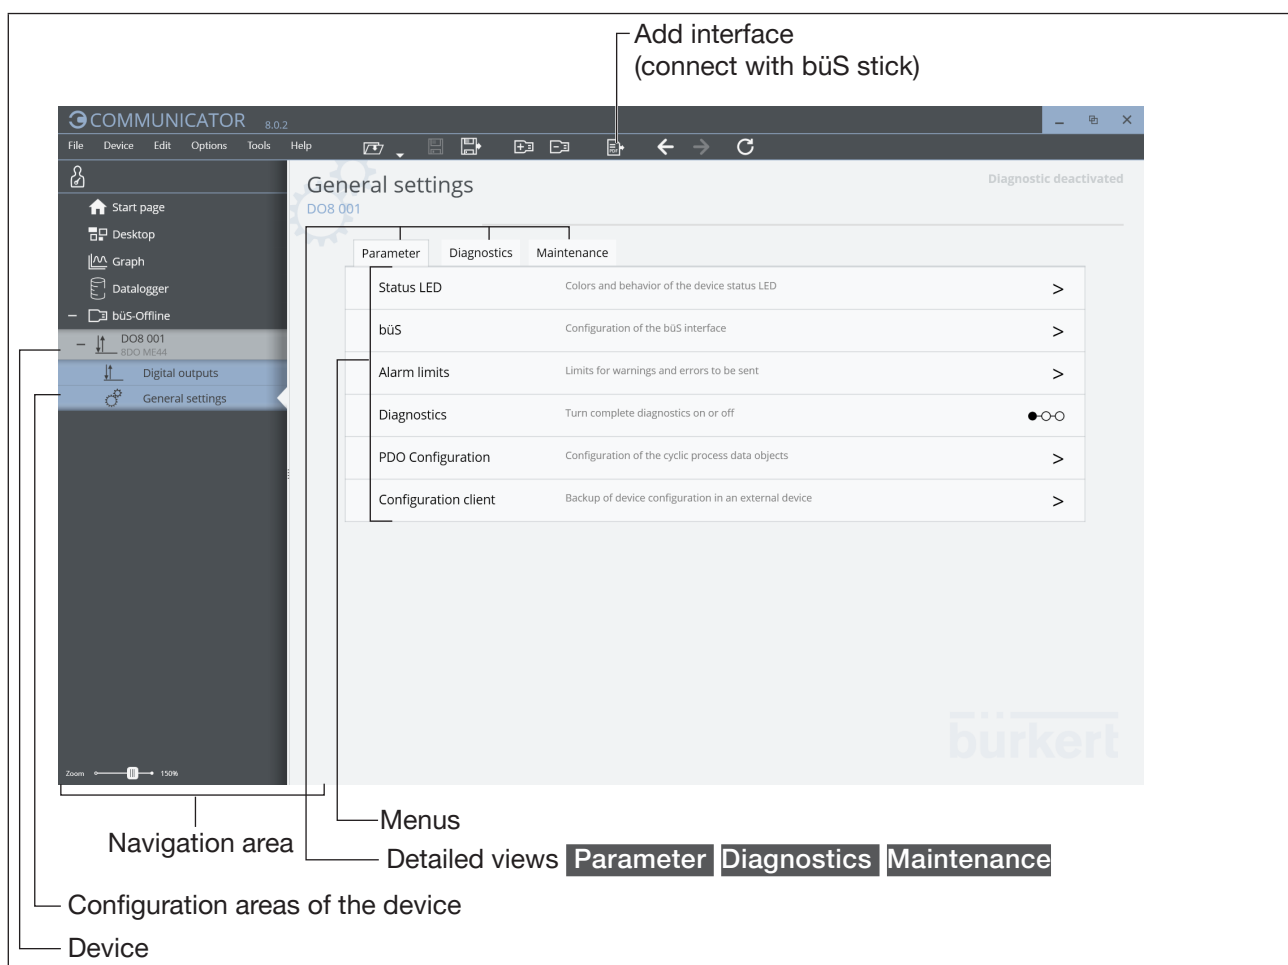 Add interface
(connect with büS stick)
COMMUNICATOR 8.0.2
File Device Edit Options Tools Help
PDF
General settings
Diagnostic deactivated
DO8 001
Start page
Desktop
Graph
Datalogger
büS-Offline
DO8 001
8DO ME44
Digital outputs
General settings
Parameter Diagnostics Maintenance
Status LED Colors and behavior of the device status LED >
büS Configuration of the büS interface >
Alarm limits Limits for warnings and errors to be sent >
Diagnostics Turn complete diagnostics on or off
PDO Configuration Configuration of the cyclic process data objects >
Configuration client Backup of device configuration in an external device >
burkert
Zoom 150%
Menus
Navigation area
Detailed views Parameter Diagnostics Maintenance
Configuration areas of the device
Device